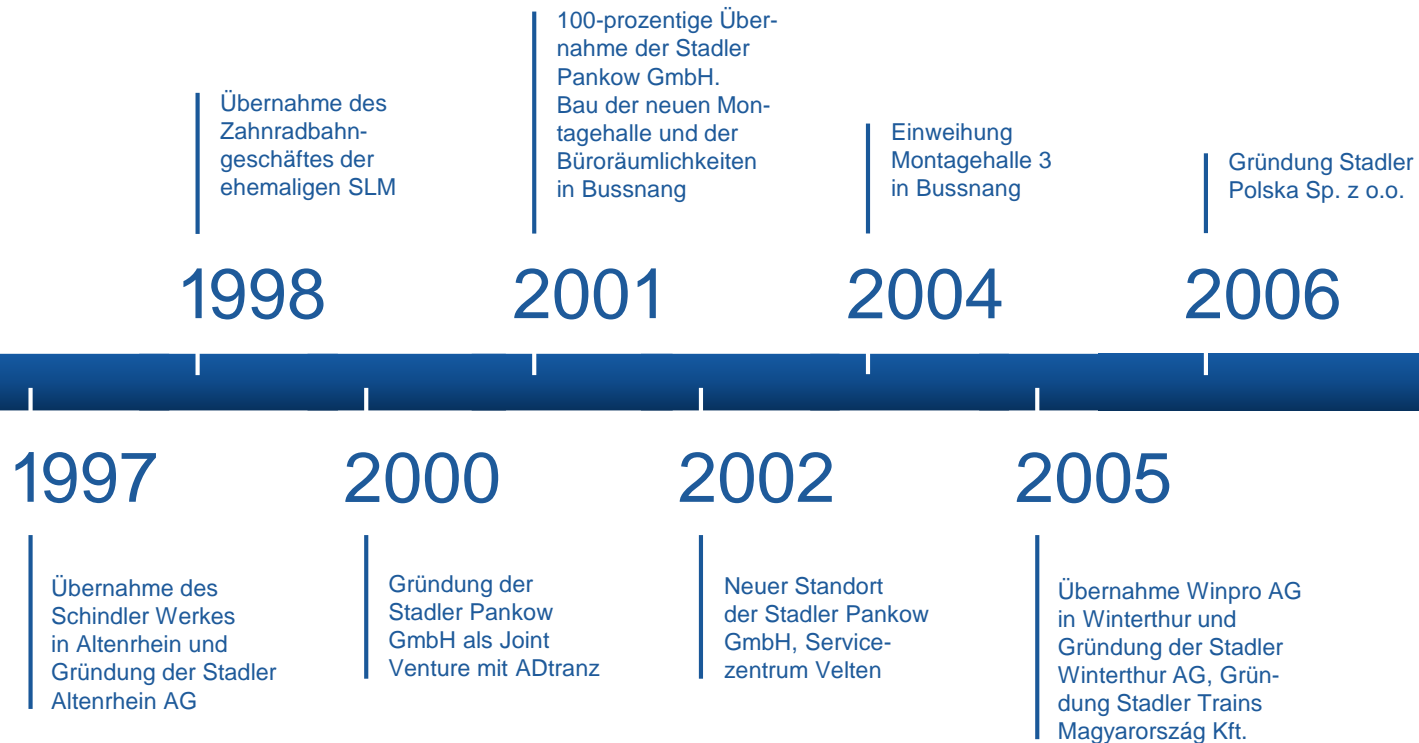 100-prozentige Über-
nahme der Stadler
Pankow GmbH.
Bau der neuen Mon-
tagehalle und der
Büroräumlichkeiten
in Bussnang
Übernahme des
Zahnradbahn-
geschäftes der
ehemaligen SLM
Einweihung
Montagehalle 3
in Bussnang
Gründung Stadler
Polska Sp. z o.o.
1998
2001
2004
2006
1997
2000
2002
2005
Übernahme des
Schindler Werkes
in Altenrhein und
Gründung der Stadler
Altenrhein AG
Gründung der
Stadler Pankow
GmbH als Joint
Venture mit ADtranz
Neuer Standort
der Stadler Pankow
GmbH, Service-
zentrum Velten
Übernahme Winpro AG
in Winterthur und
Gründung der Stadler
Winterthur AG, Grün-
dung Stadler Trains
Magyarország Kft.